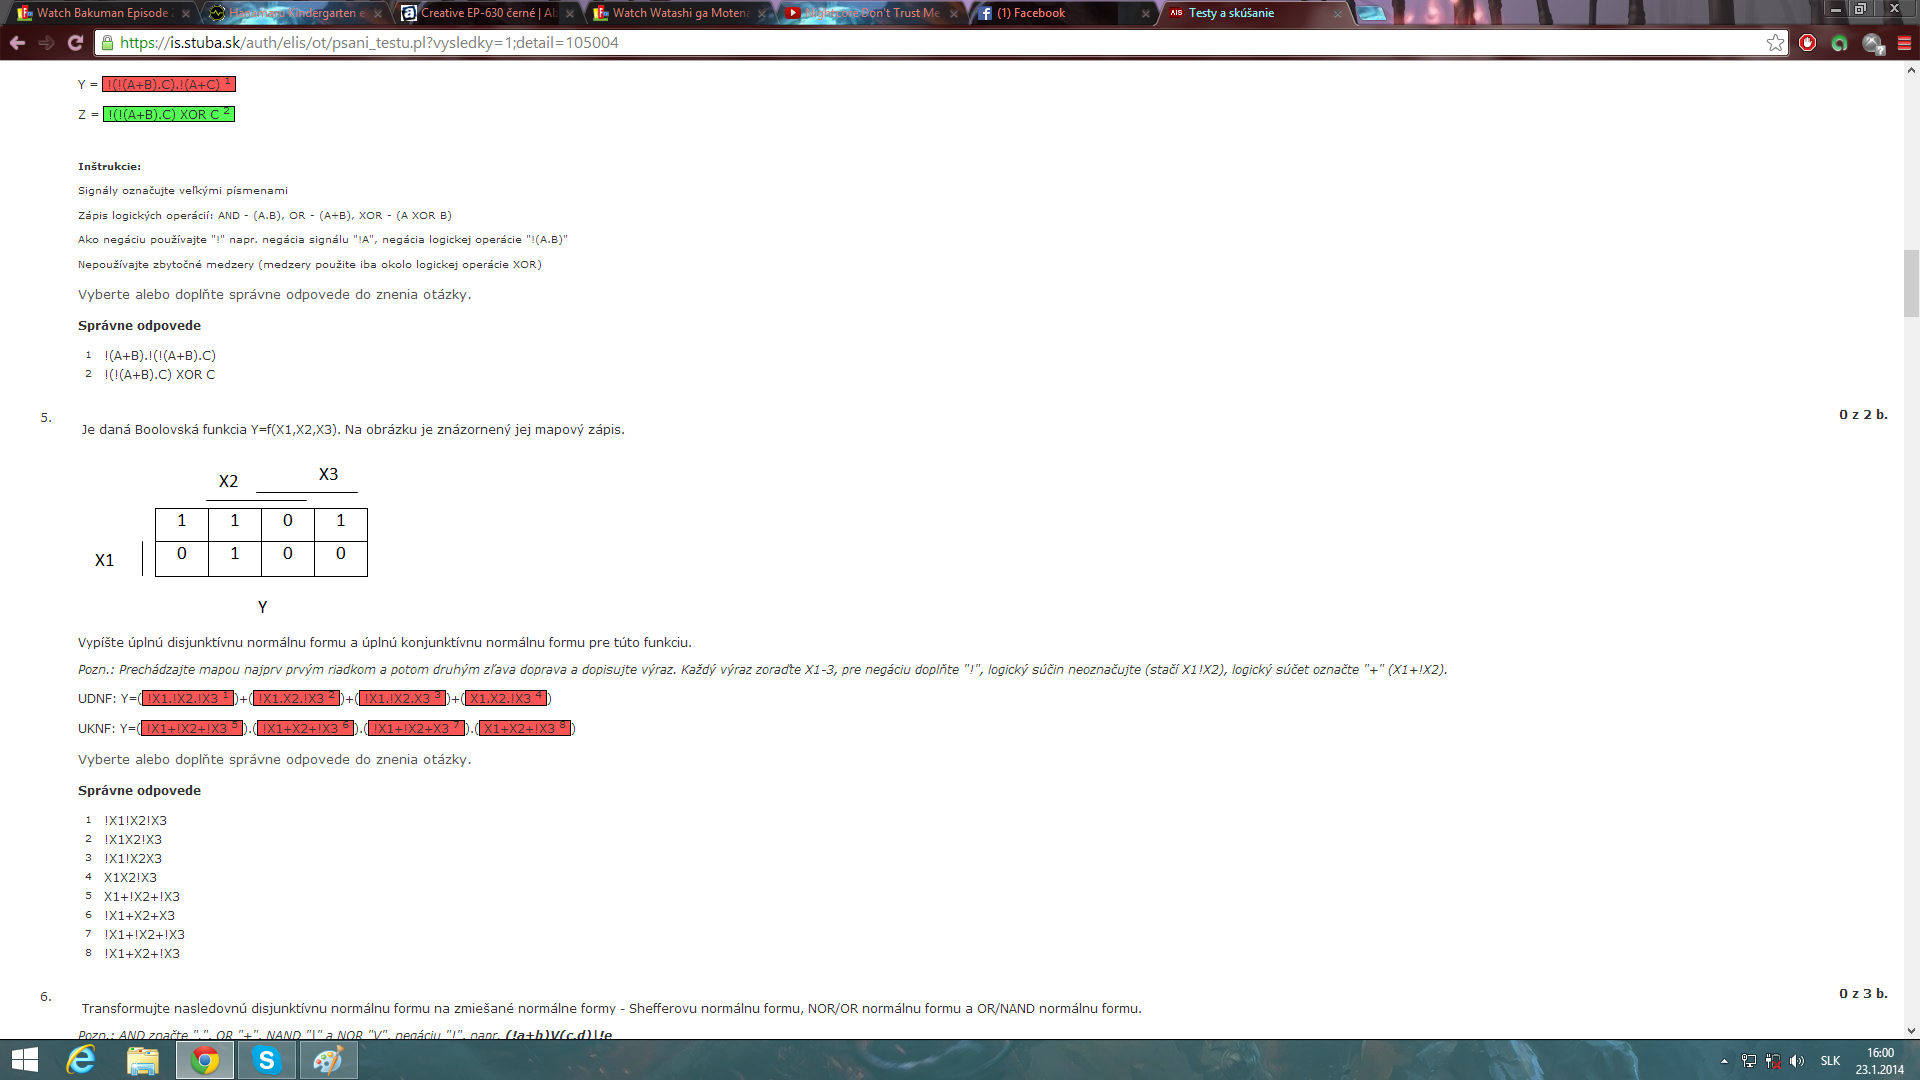 Watch Bakuman Episode
Hanamaru Kindergarten e
Creative EP-630 černé | Al
Watch Watashi ga Motena
Nightcore Don't Trust Me
(1) Facebook
AIS Testy a skúšanie
https://is.stuba.sk/auth/elis/ot/psani_testu.pl?vysledky=1;detail=105004
Y = !(!(A+B).C).!(A+C) 1
Z = !(!(A+B).C) XOR C 2
Inštrukcie:
Signály označujte veľkými písmenami
Zápis logických operácií: AND - (A.B), OR - (A+B), XOR - (A XOR B)
Ako negáciu používajte "!" napr. negácia signálu "!A", negácia logickej operácie "!(A.B)"
Nepoužívajte zbytočné medzery (medzery použite iba okolo logickej operácie XOR)
Vyberte alebo doplňte správne odpovede do znenia otázky.
Správne odpovede
1 !(A+B).!(!(A+B).C)
2 !(!(A+B).C) XOR C
5. 0 z 2 b.
Je daná Boolovská funkcia Y=f(X1,X2,X3). Na obrázku je znázornený jej mapový zápis.
X3
X2
1 1 0 1
0 1 0 0
X1
Y
Vypíšte úplnú disjunktívnu normálnu formu a úplnú konjunktívnu normálnu formu pre túto funkciu.
Pozn.: Prechádzajte mapou najprv prvým riadkom a potom druhým zľava doprava a dopisujte výraz. Každý výraz zoraďte X1-3, pre negáciu doplňte "!", logický súčin neoznačujte (stačí X1!X2), logický súčet označte "+" (X1+!X2).
UDNF: Y=( !X1.!X2.!X3 1 )+( !X1.X2.!X3 2 )+( !X1.!X2.X3 3 )+( X1.X2.!X3 4 )
UKNF: Y=( !X1+!X2+!X3 5 ).( !X1+X2+!X3 6 ).( !X1+!X2+X3 7 ).( X1+X2+!X3 8 )
Vyberte alebo doplňte správne odpovede do znenia otázky.
Správne odpovede
1 !X1!X2!X3
2 !X1X2!X3
3 !X1!X2X3
4 X1X2!X3
5 X1+!X2+!X3
6 !X1+X2+X3
7 !X1+!X2+!X3
8 !X1+X2+!X3
6. 0 z 3 b.
Transformujte nasledovnú disjunktívnu normálnu formu na zmiešané normálne formy - Shefferovu normálnu formu, NOR/OR normálnu formu a OR/NAND normálnu formu.
Pozn.: AND značte ".", OR "+", NAND "|" a NOR "V", negáciu "!", napr. (!a+b)V(c.d)|!e
SLK
16:00
23.1.2014